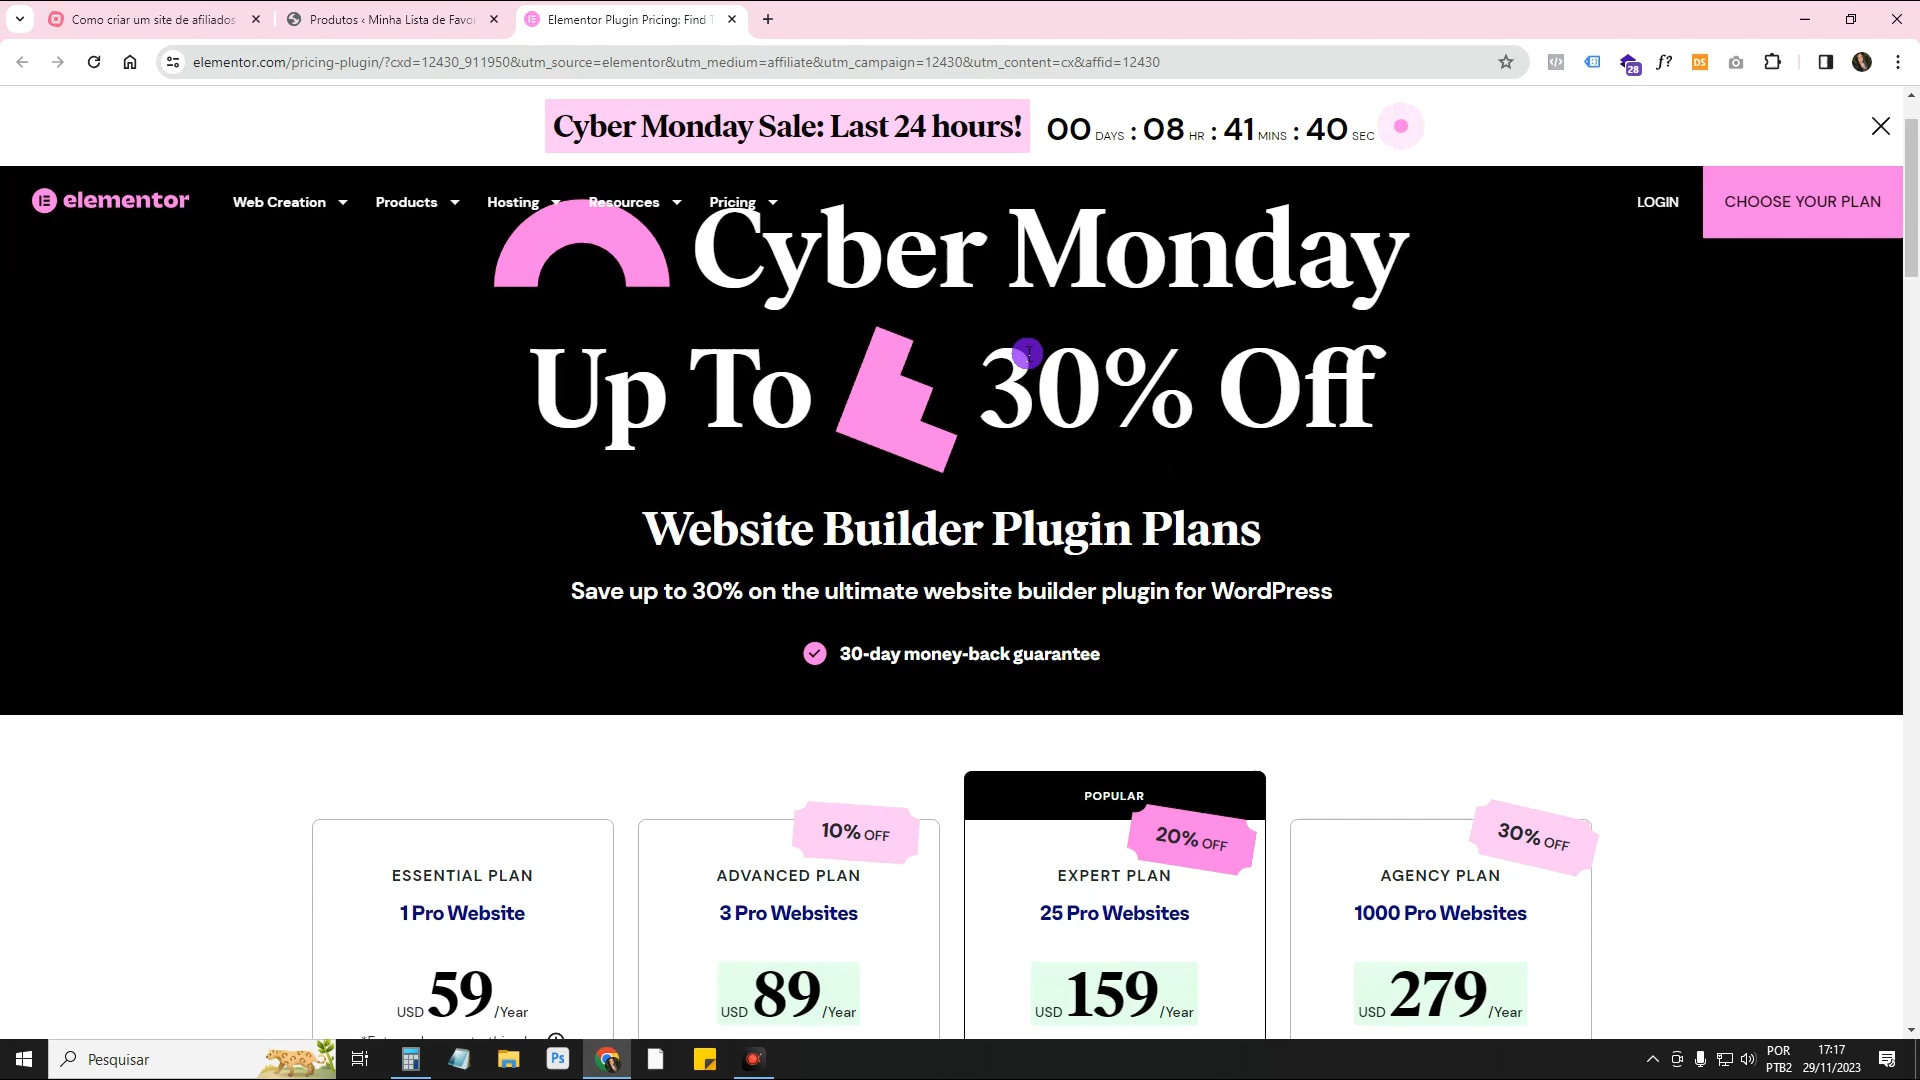 Como criar um site de afiliados
Produtos ‹ Minha Lista de Favor
Elementor Plugin Pricing: Find T
elementor.com/pricing-plugin/?cxd=12430_911950&utm_source=elementor&utm_medium=affiliate&utm_campaign=12430&utm_content=cx&affid=12430
28
f?
DS
Cyber Monday Sale: Last 24 hours!
00 DAYS : 08 HR : 41 MINS : 40 SEC
elementor
Web Creation
Products
Hosting
Resources
Pricing
LOGIN
CHOOSE YOUR PLAN
Cyber Monday
Up To 30% Off
Website Builder Plugin Plans
Save up to 30% on the ultimate website builder plugin for WordPress
30-day money-back guarantee
ESSENTIAL PLAN
1 Pro Website
USD 59 /Year
10% OFF
ADVANCED PLAN
3 Pro Websites
USD 89 /Year
POPULAR
20% OFF
EXPERT PLAN
25 Pro Websites
USD 159 /Year
30% OFF
AGENCY PLAN
1000 Pro Websites
USD 279 /Year
Pesquisar
Ps
POR
PTB2
17:17
29/11/2023